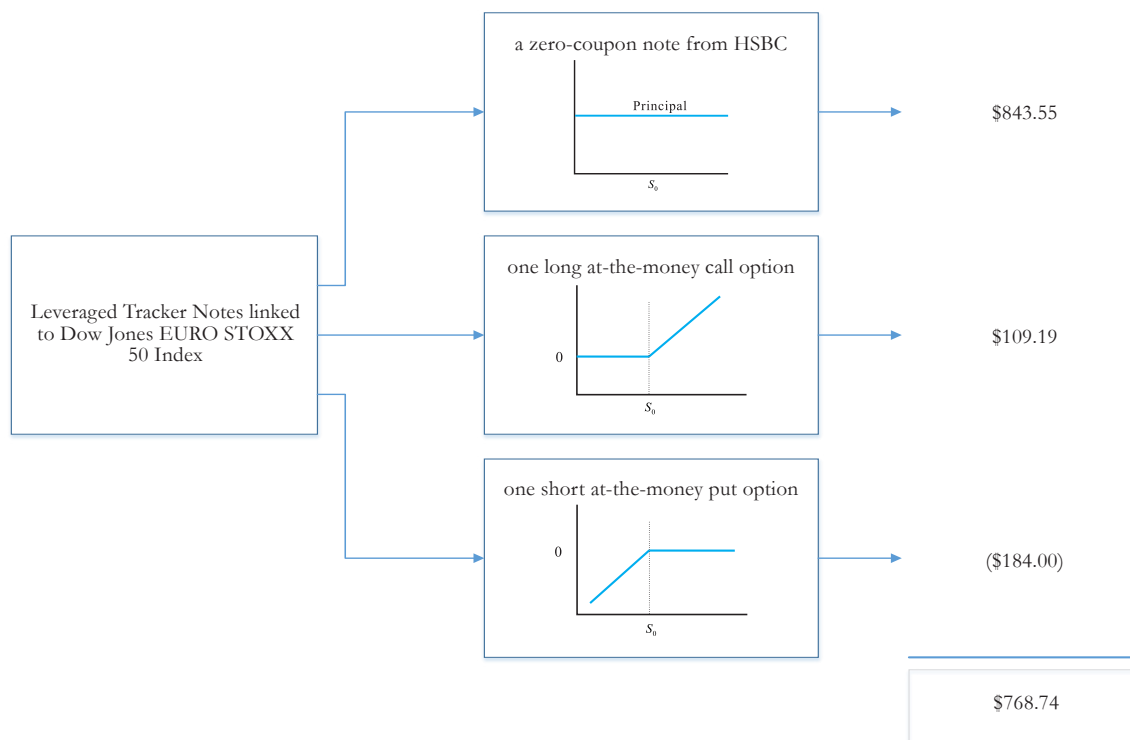 a zero-coupon note from HSBC
Principal
S₀
$843.55
Leveraged Tracker Notes linked
to Dow Jones EURO STOXX
50 Index
one long at-the-money call option
0
S₀
$109.19
one short at-the-money put option
0
S₀
($184.00)
$768.74